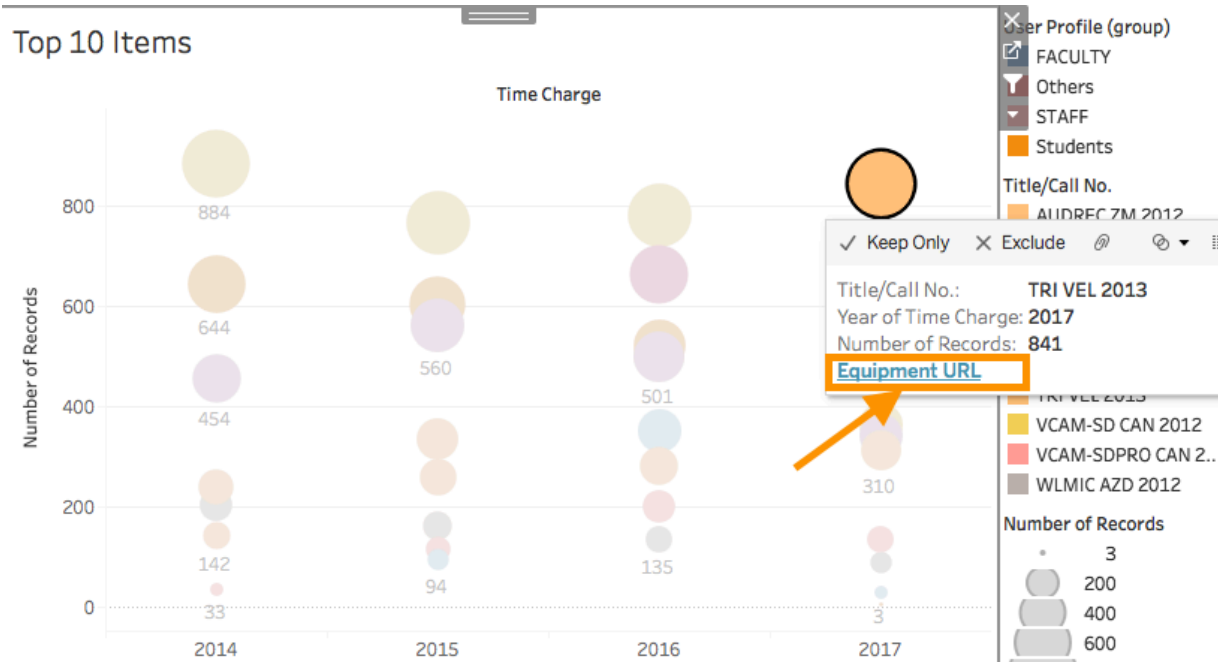 Top 10 Items
Time Charge
Number of Records
800
600
400
200
0
884
644
454
142
33
560
94
501
135
310
3
2014
2015
2016
2017
Keep Only Exclude
Title/Call No.: TRI VEL 2013
Year of Time Charge: 2017
Number of Records: 841
Equipment URL
User Profile (group)
FACULTY
Others
STAFF
Students
Title/Call No.
AUDREC ZM 2012
TRI VEL 2013
VCAM-SD CAN 2012
VCAM-SDPRO CAN 2..
WLMIC AZD 2012
Number of Records
3
200
400
600